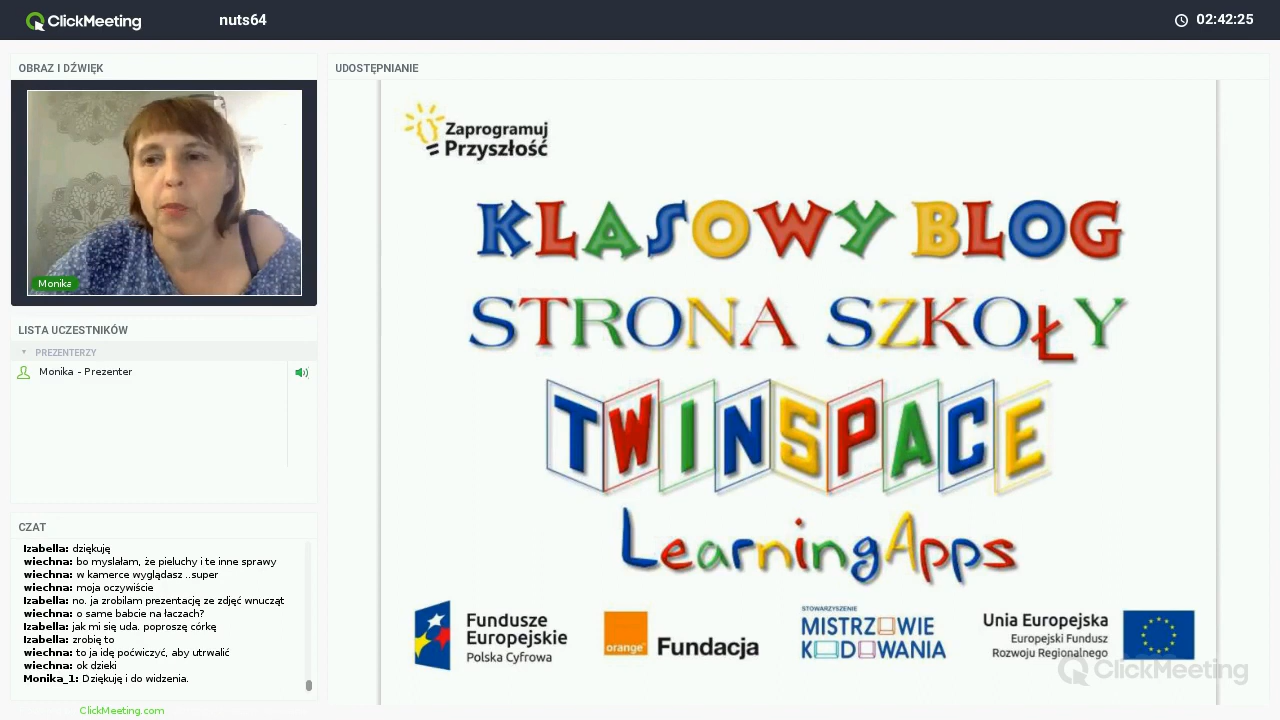 ClickMeeting
nuts64
02:42:25
OBRAZ I DŹWIĘK
Monika
LISTA UCZESTNIKÓW
PREZENTERZY
Monika - Prezenter
CZAT
Izabella: dziękuję
wiechna: bo myslałam, że pieluchy i te inne sprawy
wiechna: w kamerce wyglądasz ..super
wiechna: moja oczywiście
Izabella: no. ja zrobilam prezentację ze zdjęć wnucząt
wiechna: o same babcie na łaczach?
Izabella: jak mi się uda. poproszę córkę
Izabella: zrobię to
wiechna: to ja idę poćwiczyć, aby utrwalić
wiechna: ok dzieki
Monika_1: Dziękuję i do widzenia.
ClickMeeting.com
UDOSTĘPNIANIE
Zaprogramuj
Przyszłość
KLASOWY BLOG
STRONA SZKOŁY
TWINSPACE
LearningApps
Fundusze
Europejskie
Polska Cyfrowa
orange
Fundacja
STOWARZYSZENIE
MISTRZOWIE
KODOWANIA
Unia Europejska
Europejski Fundusz
Rozwoju Regionalnego
ClickMeeting